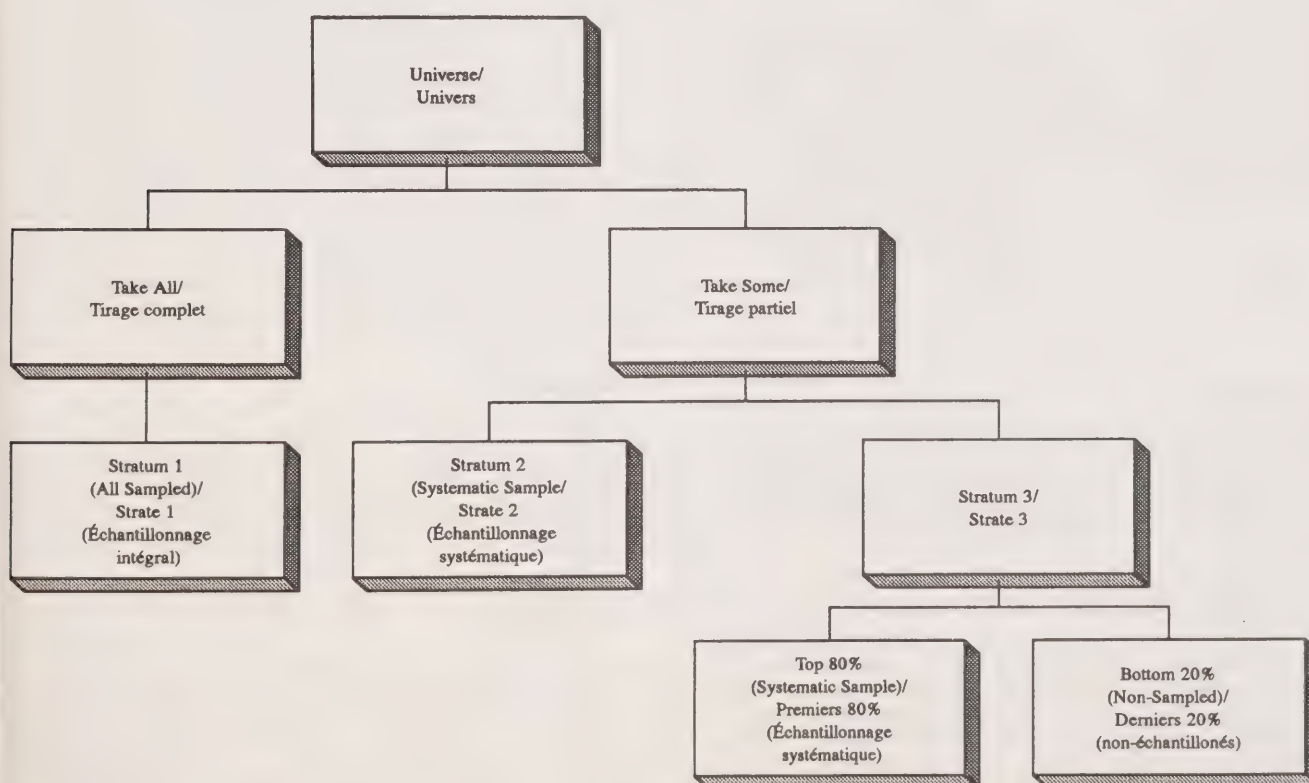 Universe/
Univers
Take All/
Tirage complet
Take Some/
Tirage partiel
Stratum 1
(All Sampled)/
Strate 1
(Échantillonnage
intégral)
Stratum 2
(Systematic Sample/
Strate 2
(Échantillonnage
systématique)
Stratum 3/
Strate 3
Top 80%
(Systematic Sample)/
Premiers 80%
(Échantillonnage
systématique)
Bottom 20%
(Non-Sampled)/
Derniers 20%
(non-échantillonés)